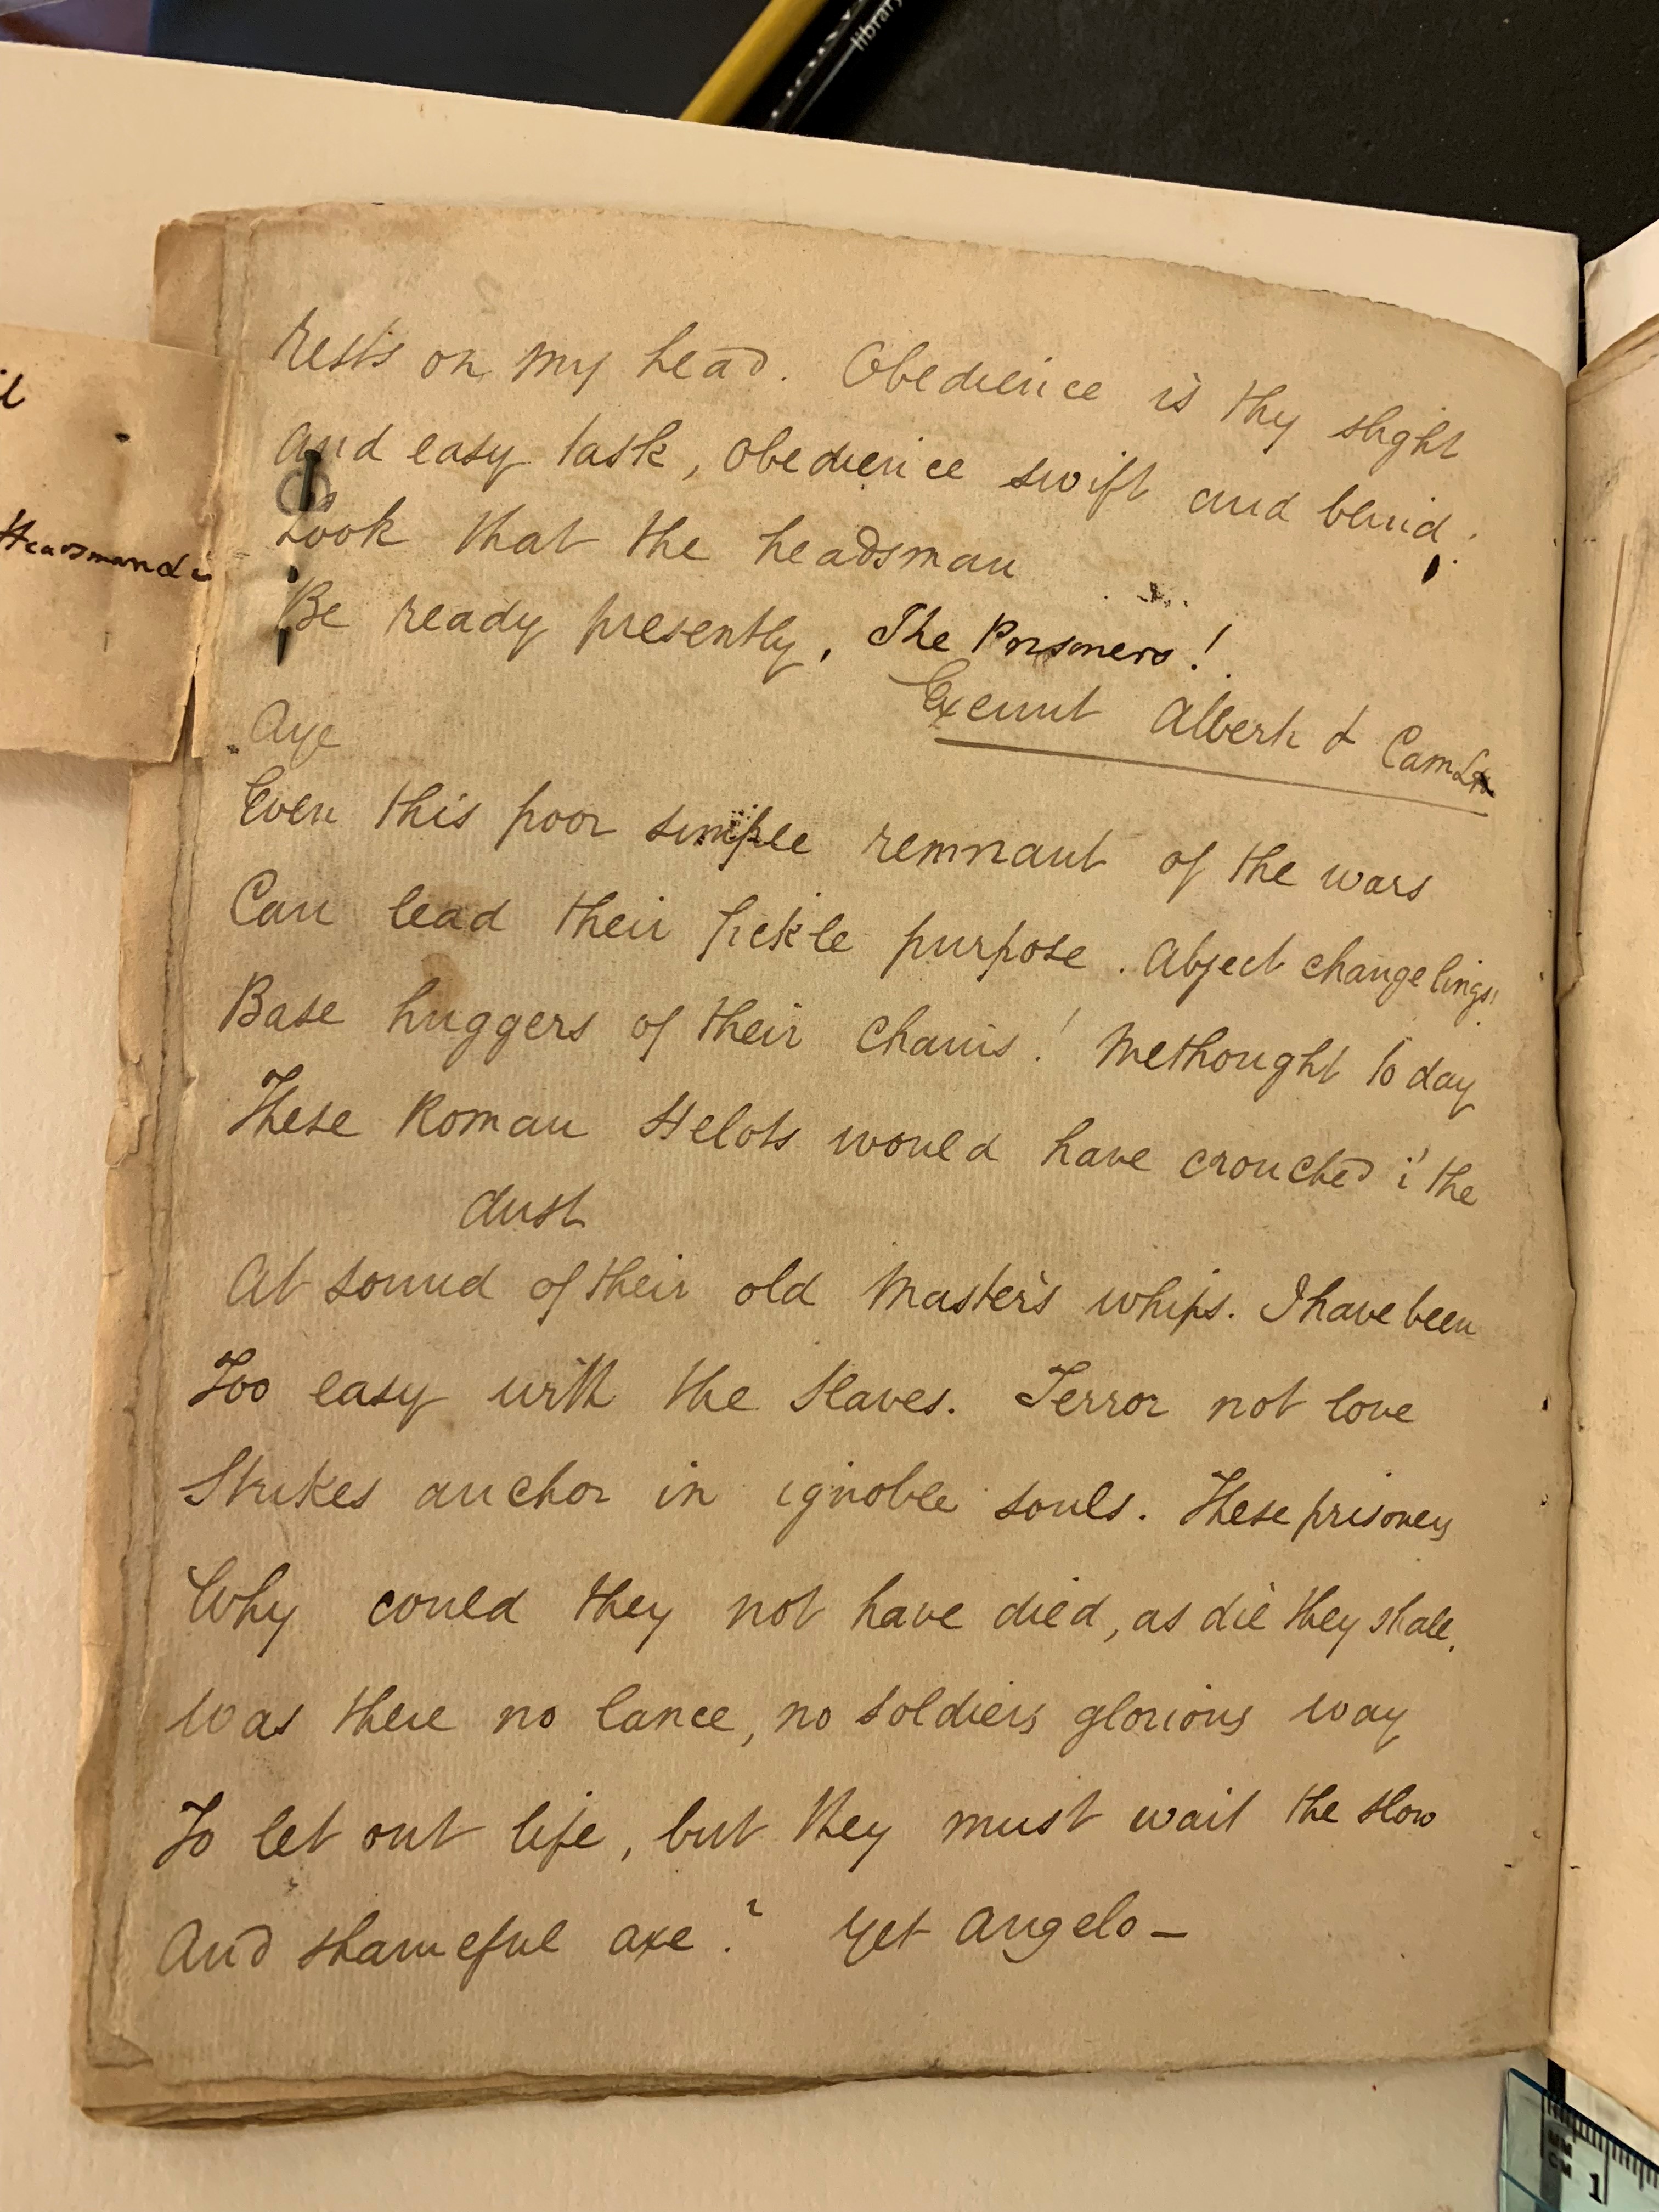 library
il
Headsmand
rests on my head. Obedience is thy slight
And easy task, obedience swift and blind!
Look that the headsman
Be ready presently. The Prisoners!
Exeunt Alberti &
Aye
Even this poor simple remnant of the wars
Can lead their fickle purpose. Abject changelings!
Base huggers of their chains! Methought to day
These Roman Helots would have crouched i' the
dust
At sound of their old Master's whips. I have been
Too easy with the Slaves. Terror not love
Strikes anchor in ignoble souls. These prisoners
Why could they not have died, as die they shall.
Was there no lance, no soldiers glorious way
To let out life, but they must wait the slow
And shameful axe? Yet Angelo—
MM
CM 1